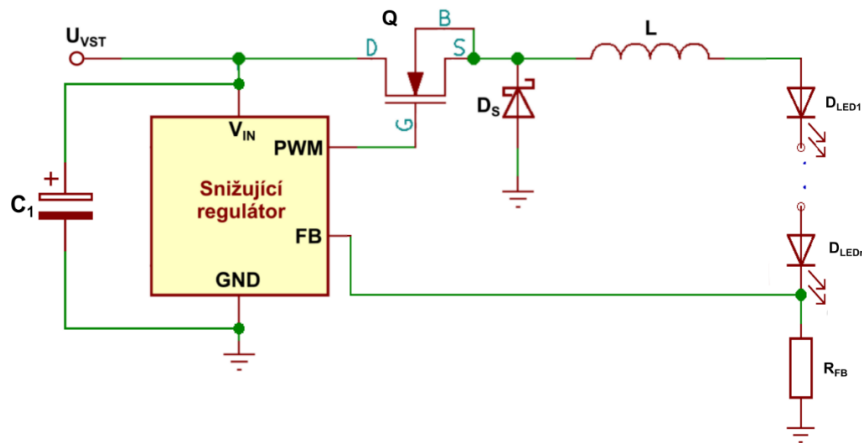 U_VST
Q
B
D
S
G
L
D_S
D_LED1
V_IN
PWM
Snižující
regulátor
FB
GND
+
C_1
D_LEDn
R_FB